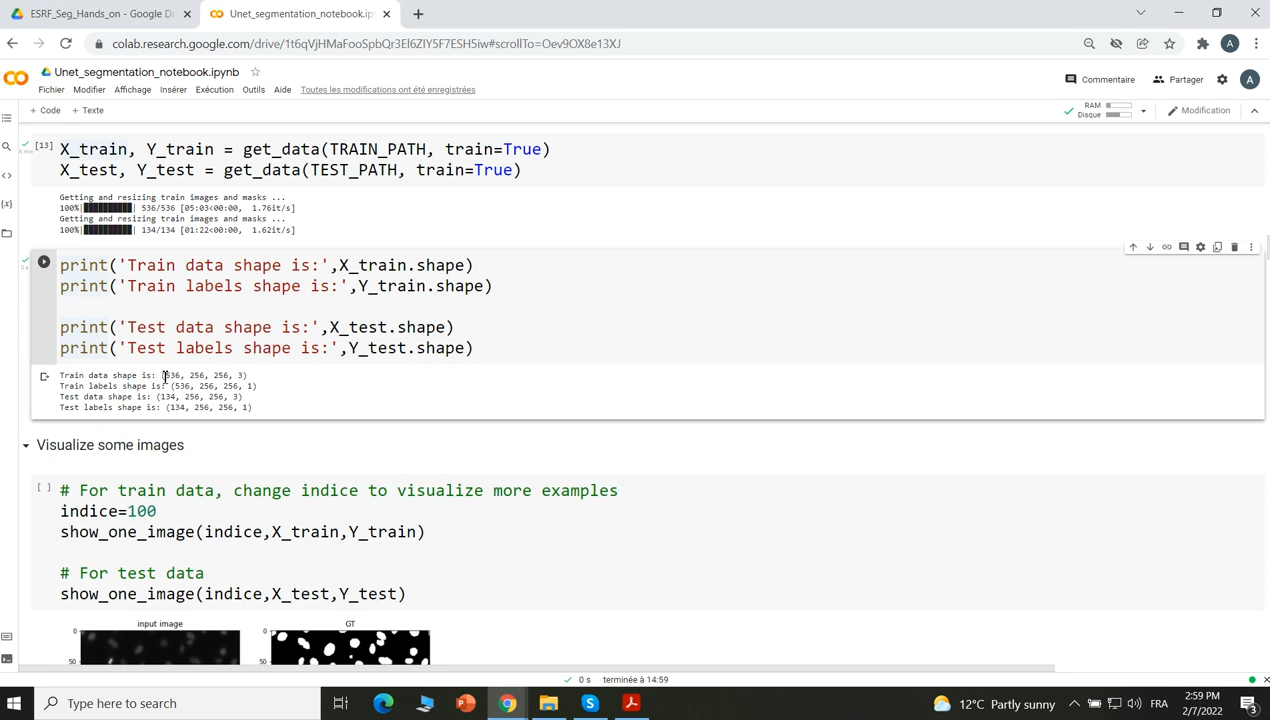 ESRF_Seg_Hands_on - Google Dr
Unet_segmentation_notebook.ipy
colab.research.google.com/drive/1t6qVjHMaFooSpbQr3El6ZIY5F7ESH5iw#scrollTo=Oev9OX8e13XJ
A
Unet_segmentation_notebook.ipynb
Commentaire
Partager
A
Fichier Modifier Affichage Insérer Exécution Outils Aide Toutes les modifications ont été enregistrées
+ Code + Texte
RAM
Disque
Modification
[13] X_train, Y_train = get_data(TRAIN_PATH, train=True)
X_test, Y_test = get_data(TEST_PATH, train=True)
Getting and resizing train images and masks ...
100%|██████████| 536/536 [05:03<00:00, 1.76it/s]
Getting and resizing train images and masks ...
100%|██████████| 134/134 [01:22<00:00, 1.62it/s]
print('Train data shape is:',X_train.shape)
print('Train labels shape is:',Y_train.shape)
print('Test data shape is:',X_test.shape)
print('Test labels shape is:',Y_test.shape)
Train data shape is: (536, 256, 256, 3)
Train labels shape is: (536, 256, 256, 1)
Test data shape is: (134, 256, 256, 3)
Test labels shape is: (134, 256, 256, 1)
Visualize some images
[ ] # For train data, change indice to visualize more examples
indice=100
show_one_image(indice,X_train,Y_train)
# For test data
show_one_image(indice,X_test,Y_test)
input image
GT
0
0
50
50
0 s terminée à 14:59
Type here to search
12°C Partly sunny
FRA
2:59 PM
2/7/2022
3